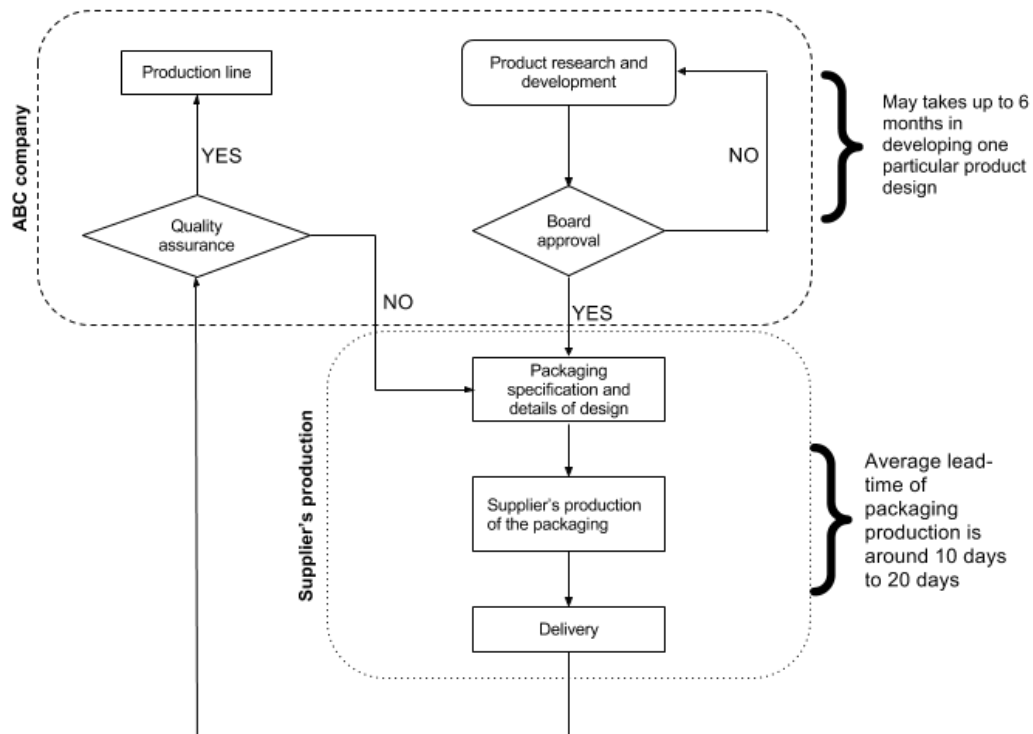 ABC company
Production line
YES
Quality
assurance
NO
Product research and
development
NO
Board
approval
YES
May takes up to 6
months in
developing one
particular product
design
Supplier's production
Packaging
specification and
details of design
Supplier's production
of the packaging
Delivery
Average lead-
time of
packaging
production is
around 10 days
to 20 days